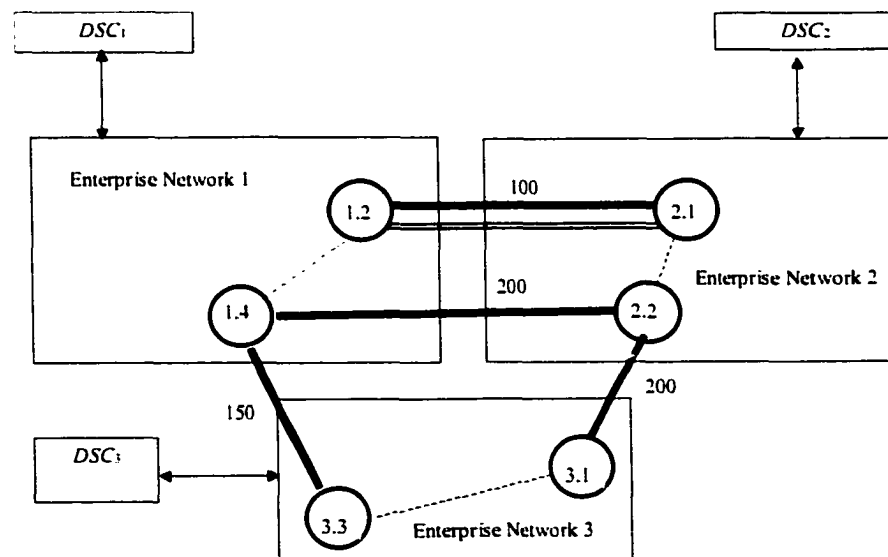 DSC₁
DSC₂
Enterprise Network 1
100
1.2
2.1
Enterprise Network 2
200
1.4
2.2
200
150
DSC₃
3.1
3.3
Enterprise Network 3